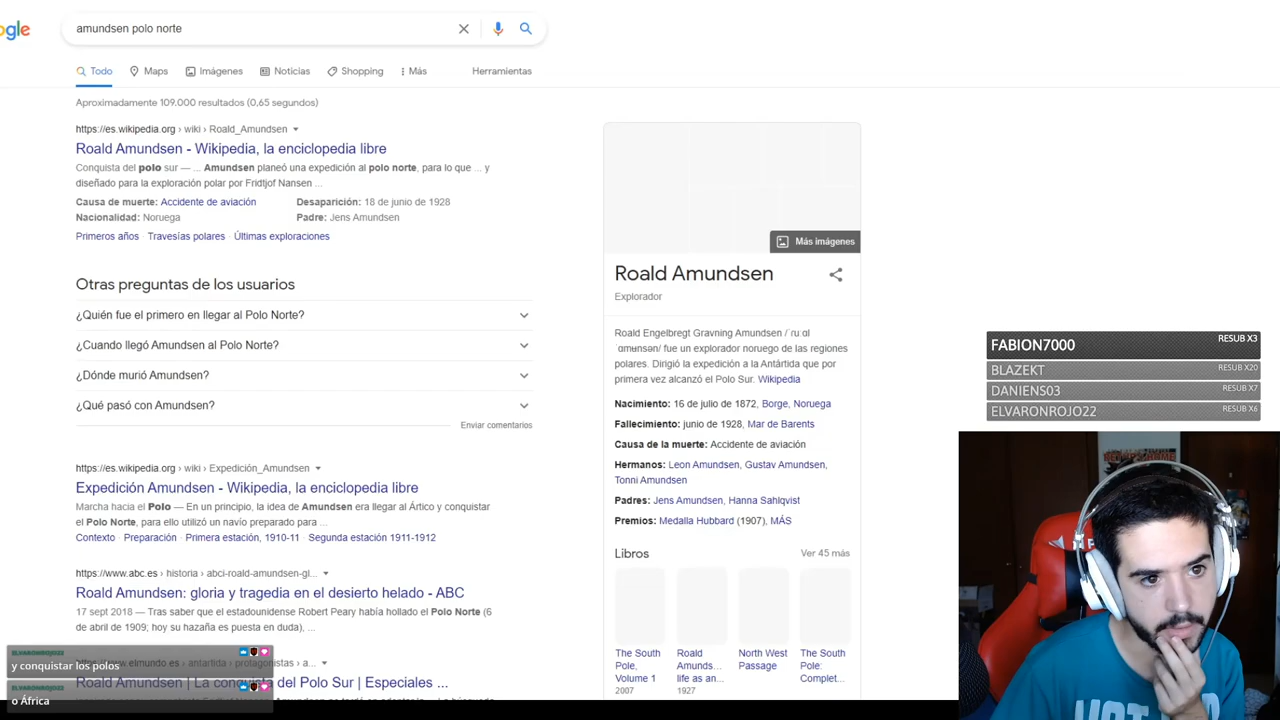 ogle
amundsen polo norte
Todo
Maps
Imágenes
Noticias
Shopping
Más
Herramientas
Aproximadamente 109.000 resultados (0,65 segundos)
https://es.wikipedia.org › wiki › Roald_Amundsen
Roald Amundsen - Wikipedia, la enciclopedia libre
Conquista del polo sur — ... Amundsen planeó una expedición al polo norte, para lo que ... y
diseñado para la exploración polar por Fridtjof Nansen ...
Causa de muerte: Accidente de aviación
Desaparición: 18 de junio de 1928
Nacionalidad: Noruega
Padre: Jens Amundsen
Primeros años · Travesías polares · Últimas exploraciones
Otras preguntas de los usuarios
¿Quién fue el primero en llegar al Polo Norte?
¿Cuando llegó Amundsen al Polo Norte?
¿Dónde murió Amundsen?
¿Qué pasó con Amundsen?
Enviar comentarios
https://es.wikipedia.org › wiki › Expedición_Amundsen
Expedición Amundsen - Wikipedia, la enciclopedia libre
Marcha hacia el Polo — En un principio, la idea de Amundsen era llegar al Ártico y conquistar
el Polo Norte, para ello utilizó un navío preparado para ...
Contexto · Preparación · Primera estación, 1910-11 · Segunda estación 1911-1912
https://www.abc.es › historia › abci-roald-amundsen-gl...
Roald Amundsen: gloria y tragedia en el desierto helado - ABC
17 sept 2018 — Tras saber que el estadounidense Robert Peary había hollado el Polo Norte (6
de abril de 1909; hoy su hazaña es puesta en duda), ...
https://www.elmundo.es › antartida › protagonistas › a...
Roald Amundsen | La conquista del Polo Sur | Especiales ...
ELVARONROJO22
y conquistar los polos
ELVARONROJO22
o África
Más imágenes
Roald Amundsen
Explorador
Roald Engelbregt Gravning Amundsen /ˈruːɑl
ˈɑmʉnsən/ fue un explorador noruego de las regiones
polares. Dirigió la expedición a la Antártida que por
primera vez alcanzó el Polo Sur. Wikipedia
Nacimiento: 16 de julio de 1872, Borge, Noruega
Fallecimiento: junio de 1928, Mar de Barents
Causa de la muerte: Accidente de aviación
Hermanos: Leon Amundsen, Gustav Amundsen,
Tonni Amundsen
Padres: Jens Amundsen, Hanna Sahlqvist
Premios: Medalla Hubbard (1907), MÁS
Libros
Ver 45 más
The South
Pole,
Volume 1
2007
Roald
Amunds...
life as an...
1927
North West
Passage
The South
Pole:
Complet...
FABION7000 RESUB X3
BLAZEKT RESUB X20
DANIENS03 RESUB X7
ELVARONROJO22 RESUB X6